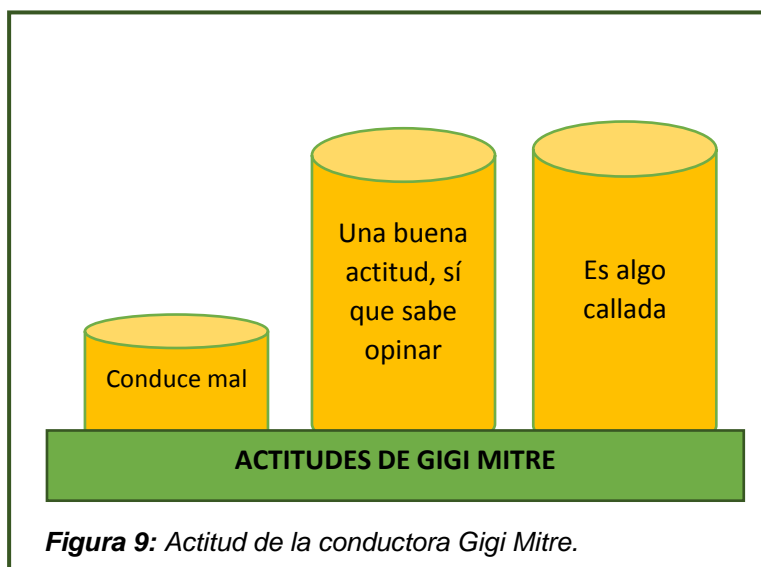 Conduce mal
Una buena
actitud, sí
que sabe
opinar
Es algo
callada
ACTITUDES DE GIGI MITRE
Figura 9: Actitud de la conductora Gigi Mitre.